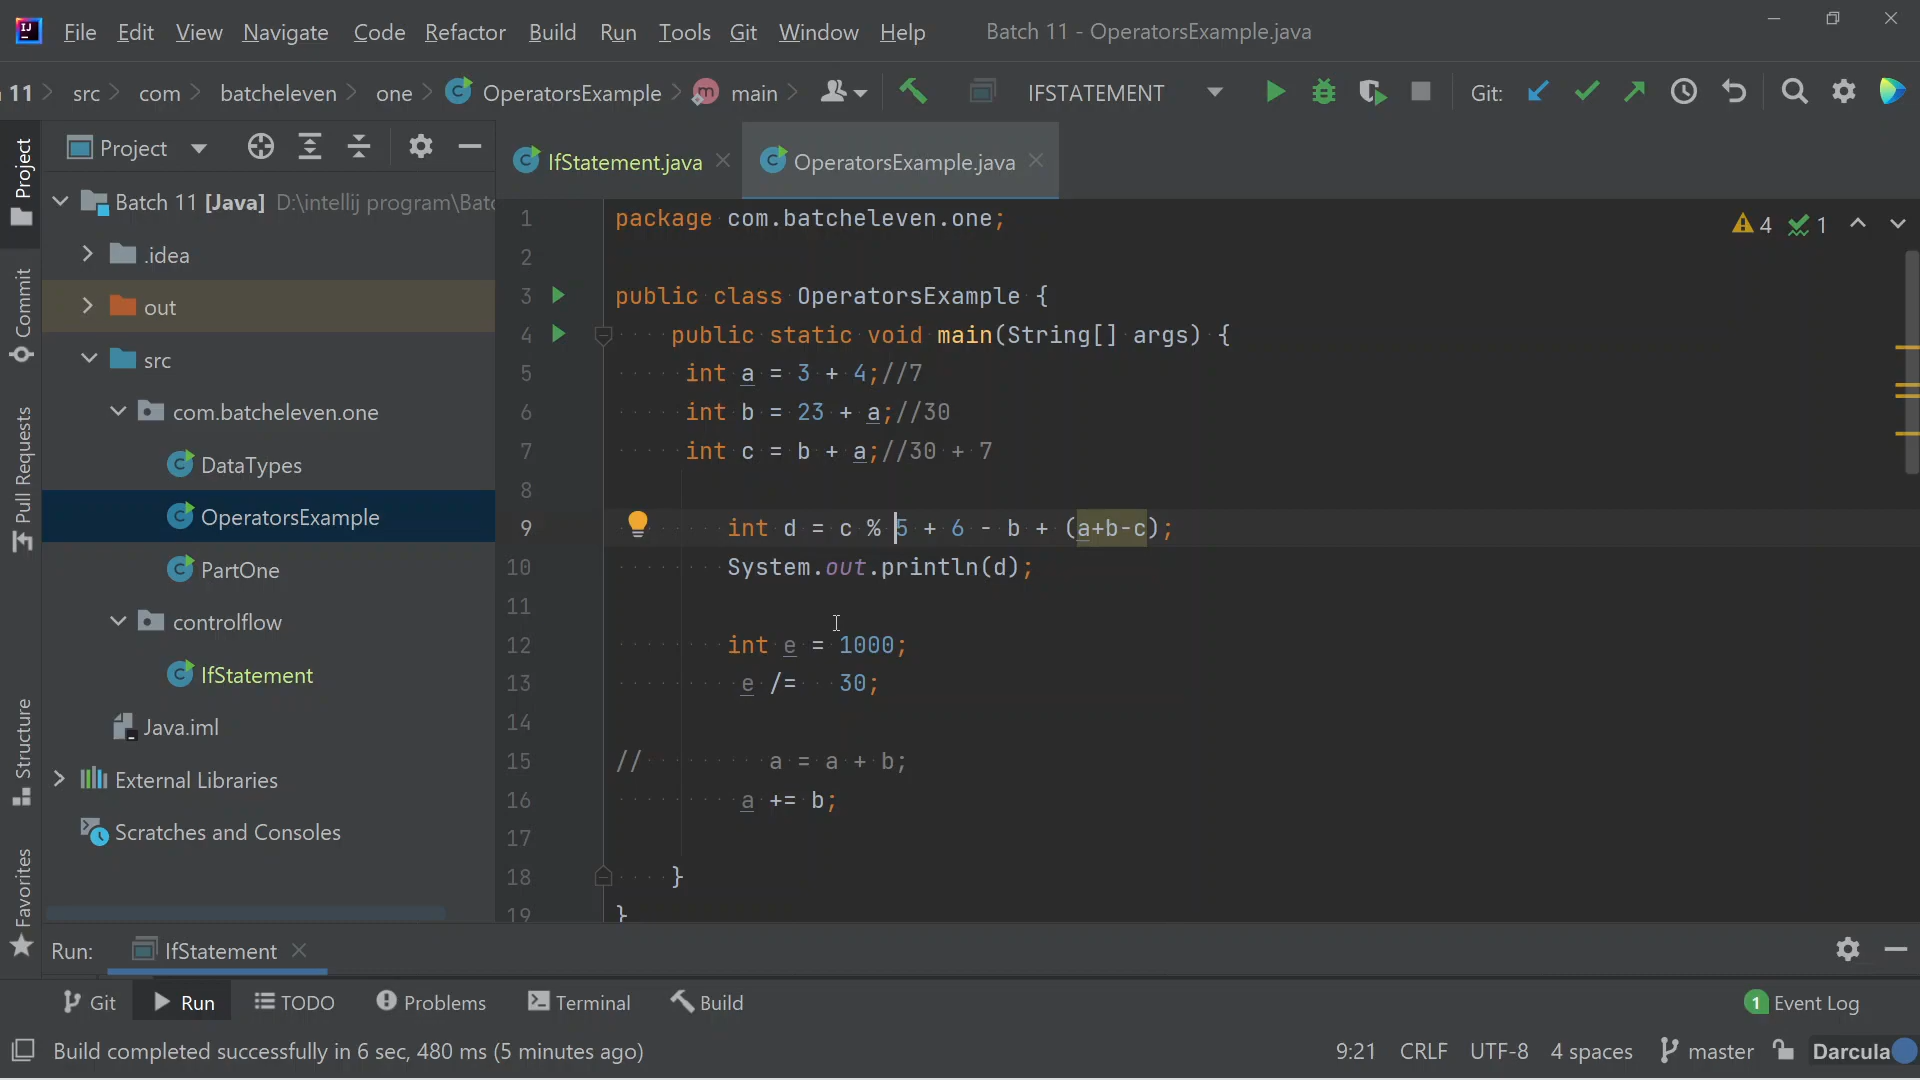 File Edit View Navigate Code Refactor Build Run Tools Git Window Help Batch 11 - OperatorsExample.java
11 src com batcheleven one OperatorsExample m main IFSTATEMENT Git:
Project
Commit
Pull Requests
Structure
Favorites
Project
Batch 11 [Java] D:\intellij program\Batc
.idea
out
src
com.batcheleven.one
DataTypes
OperatorsExample
PartOne
controlflow
IfStatement
Java.iml
External Libraries
Scratches and Consoles
IfStatement.java OperatorsExample.java
4 1
1 package com.batcheleven.one;
2
3 public class OperatorsExample {
4 public static void main(String[] args) {
5 int a = 3 + 4;//7
6 int b = 23 + a;//30
7 int c = b + a;//30 + 7
8
9 int d = c % 5 + 6 - b + (a+b-c);
10 System.out.println(d);
11
12 int e = 1000;
13 e /= 30;
14
15 // a = a + b;
16 a += b;
17
18 }
19 }
Run: IfStatement
Git Run TODO Problems Terminal Build 1 Event Log
Build completed successfully in 6 sec, 480 ms (5 minutes ago) 9:21 CRLF UTF-8 4 spaces master Darcula